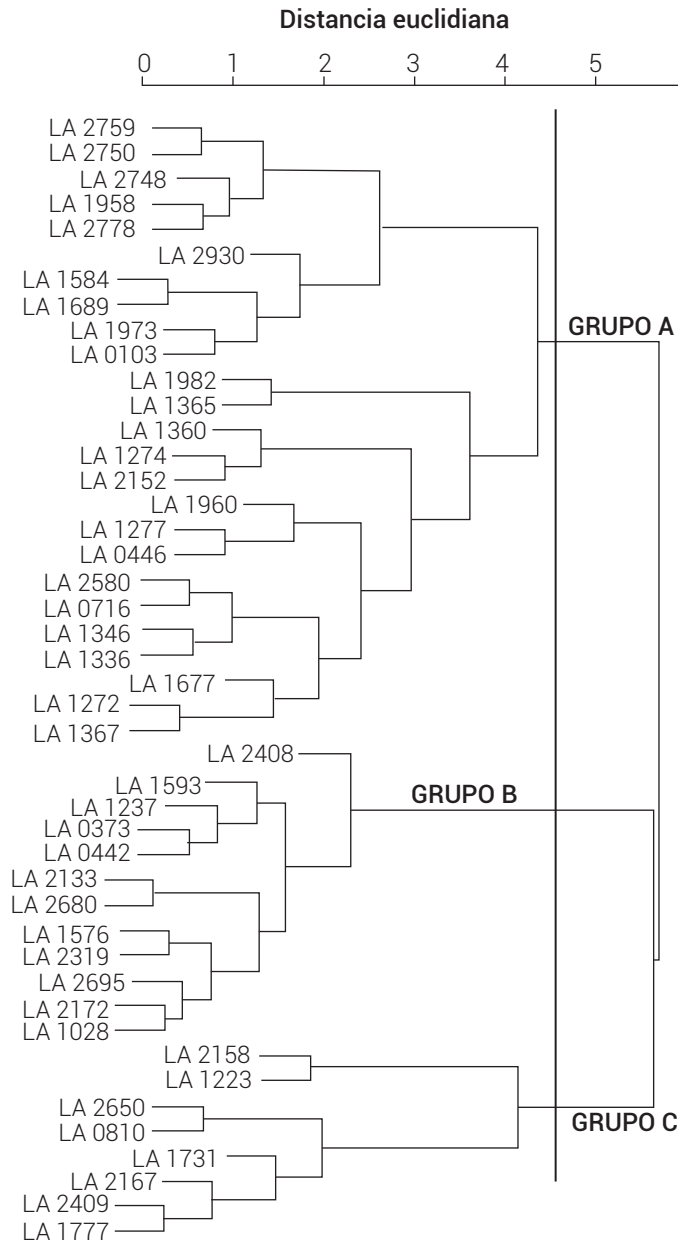 Distancia euclidiana
0 1 2 3 4 5
LA 2759
LA 2750
LA 2748
LA 1958
LA 2778
LA 2930
LA 1584
LA 1689
GRUPO A
LA 1973
LA 0103
LA 1982
LA 1365
LA 1360
LA 1274
LA 2152
LA 1960
LA 1277
LA 0446
LA 2580
LA 0716
LA 1346
LA 1336
LA 1677
LA 1272
LA 1367
LA 2408
LA 1593
GRUPO B
LA 1237
LA 0373
LA 0442
LA 2133
LA 2680
LA 1576
LA 2319
LA 2695
LA 2172
LA 1028
LA 2158
LA 1223
LA 2650
GRUPO C
LA 0810
LA 1731
LA 2167
LA 2409
LA 1777